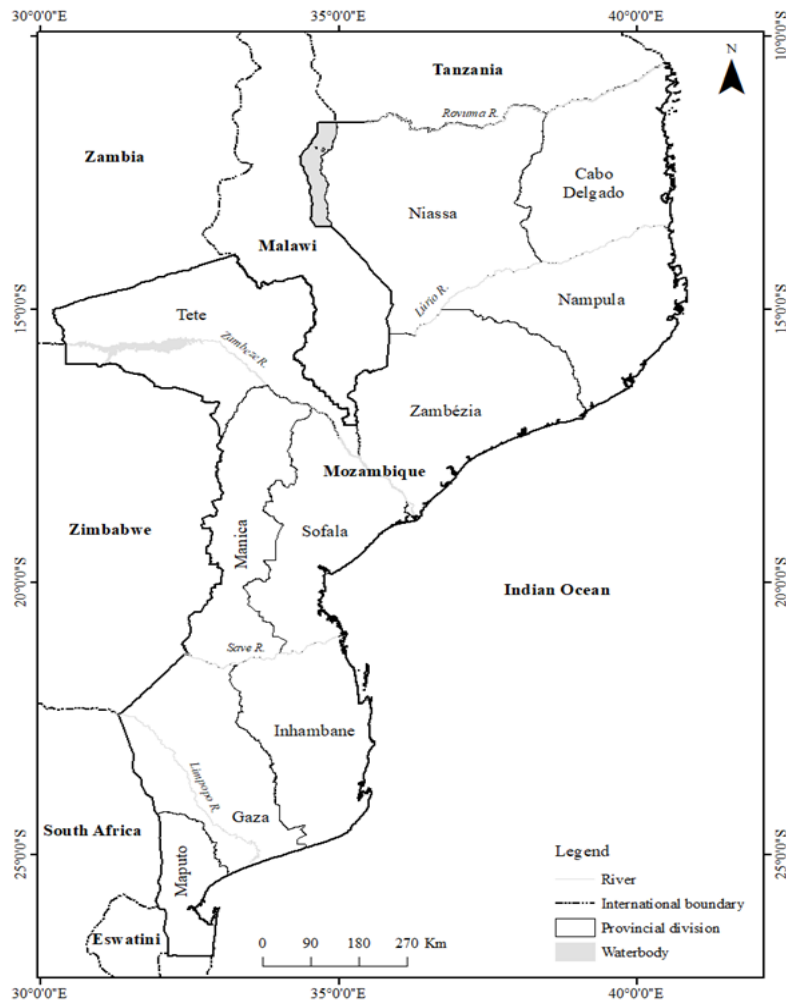 30°0'0"E 35°0'0"E 40°0'0"E
10°0'0"S
10°0'0"S
N
Tanzania
Rovuma R.
Zambia
Cabo
Delgado
Niassa
Malawi
Lúrio R.
Nampula
15°0'0"S
15°0'0"S
Tete
Zambeze R.
Zambézia
Mozambique
Zimbabwe
Manica
Sofala
20°0'0"S
20°0'0"S
Indian Ocean
Save R.
Inhambane
Limpopo R.
Gaza
South Africa
Maputo
25°0'0"S
25°0'0"S
Eswatini
Legend
River
International boundary
Provincial division
Waterbody
0 90 180 270 Km
30°0'0"E 35°0'0"E 40°0'0"E